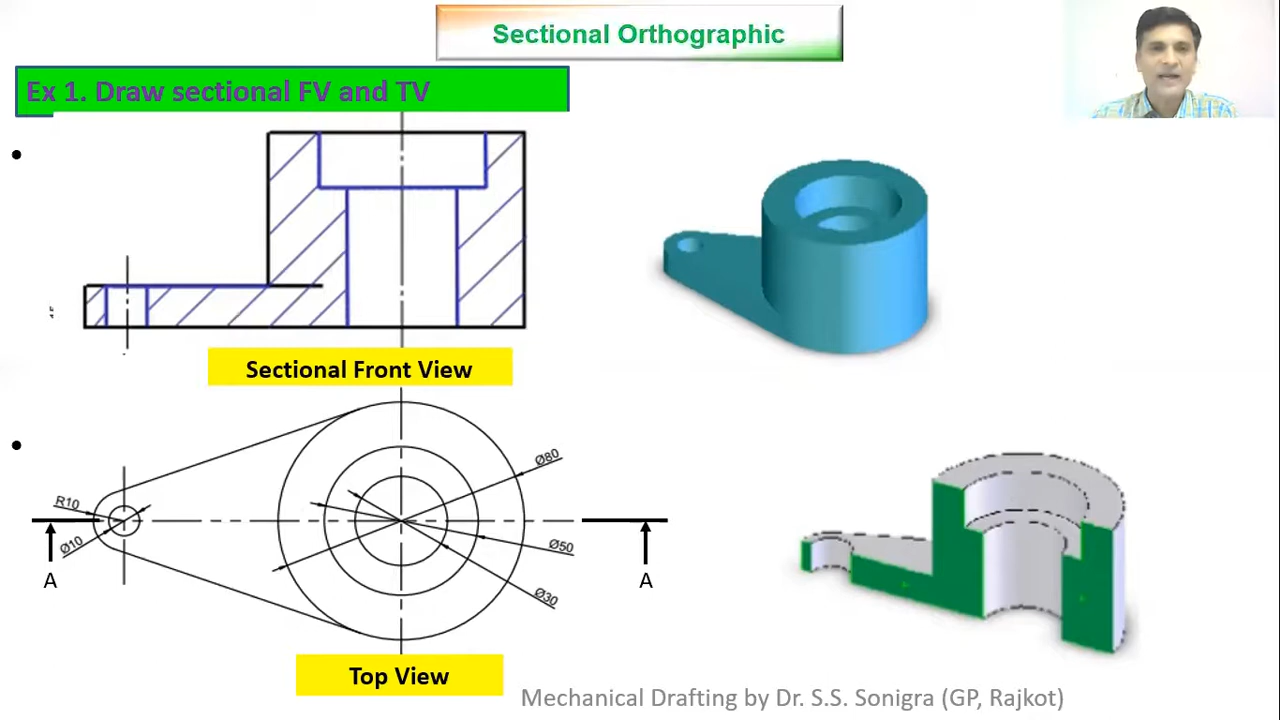 Sectional Orthographic
Ex 1. Draw sectional FV and TV
Sectional Front View
R10
Ø10
Ø80
Ø50
Ø30
A
A
Top View
Mechanical Drafting by Dr. S.S. Sonigra (GP, Rajkot)